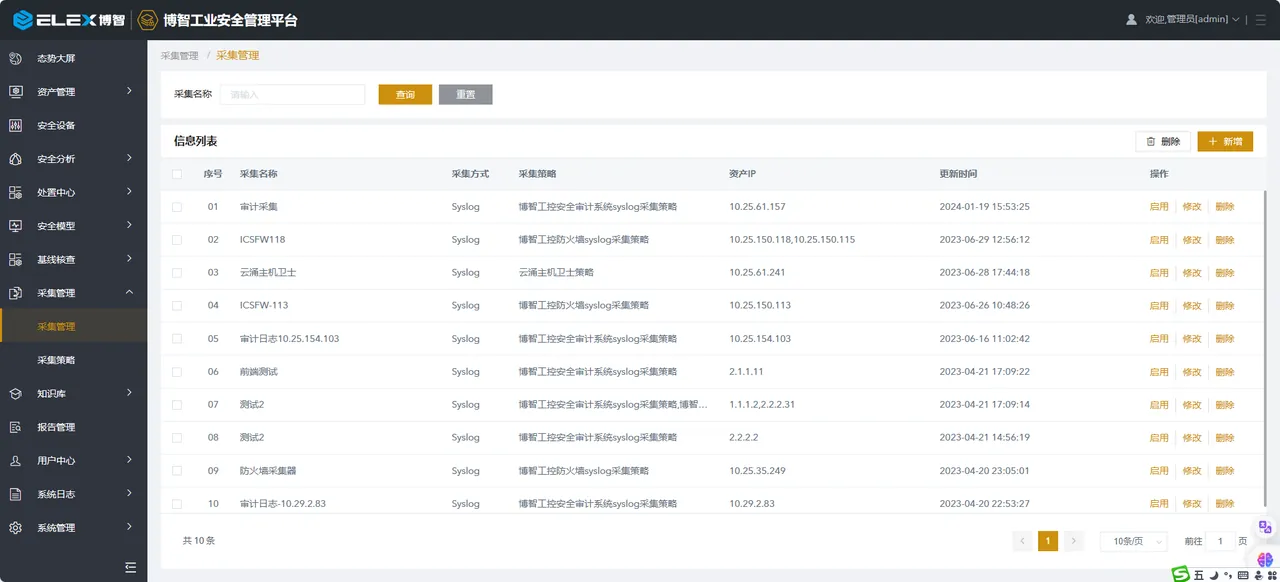 ELEX博智 博智工业安全管理平台 欢迎,管理员[admin]
态势大屏
资产管理
安全设备
安全分析
处置中心
安全模型
基线核查
采集管理
采集管理
采集策略
知识库
报告管理
用户中心
系统日志
系统管理
采集管理 / 采集管理
采集名称 请输入 查询 重置
信息列表 删除 新增
序号 采集名称 采集方式 采集策略 资产IP 更新时间 操作
01 审计采集 Syslog 博智工控安全审计系统syslog采集策略 10.25.61.157 2024-01-19 15:53:25 启用 修改 删除
02 ICSFW118 Syslog 博智工控防火墙syslog采集策略 10.25.150.118,10.25.150.115 2023-06-29 12:56:12 启用 修改 删除
03 云涌主机卫士 Syslog 云涌主机卫士策略 10.25.61.241 2023-06-28 17:44:18 启用 修改 删除
04 ICSFW-113 Syslog 博智工控防火墙syslog采集策略 10.25.150.113 2023-06-26 10:48:26 启用 修改 删除
05 审计日志10.25.154.103 Syslog 博智工控安全审计系统syslog采集策略 10.25.154.103 2023-06-16 11:02:42 启用 修改 删除
06 前端测试 Syslog 博智工控安全审计系统syslog采集策略 2.1.1.11 2023-04-21 17:09:22 启用 修改 删除
07 测试2 Syslog 博智工控安全审计系统syslog采集策略,博智... 1.1.1.2,2.2.2.31 2023-04-21 17:09:14 启用 修改 删除
08 测试2 Syslog 博智工控安全审计系统syslog采集策略 2.2.2.2 2023-04-21 14:56:19 启用 修改 删除
09 防火墙采集器 Syslog 博智工控防火墙syslog采集策略 10.25.35.249 2023-04-20 23:05:01 启用 修改 删除
10 审计日志-10.29.2.83 Syslog 博智工控安全审计系统syslog采集策略 10.29.2.83 2023-04-20 22:53:27 启用 修改 删除
共 10 条 < 1 > 10条/页 前往 1 页
五